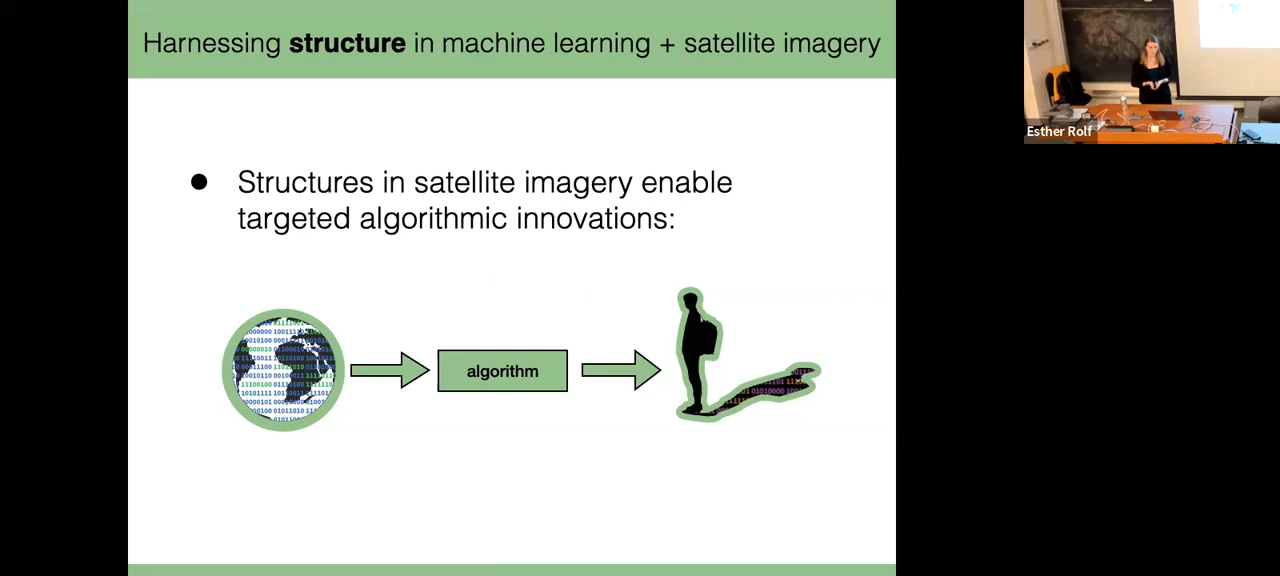 Harnessing structure in machine learning + satellite imagery
Esther Rolf
● Structures in satellite imagery enable
targeted algorithmic innovations:
algorithm